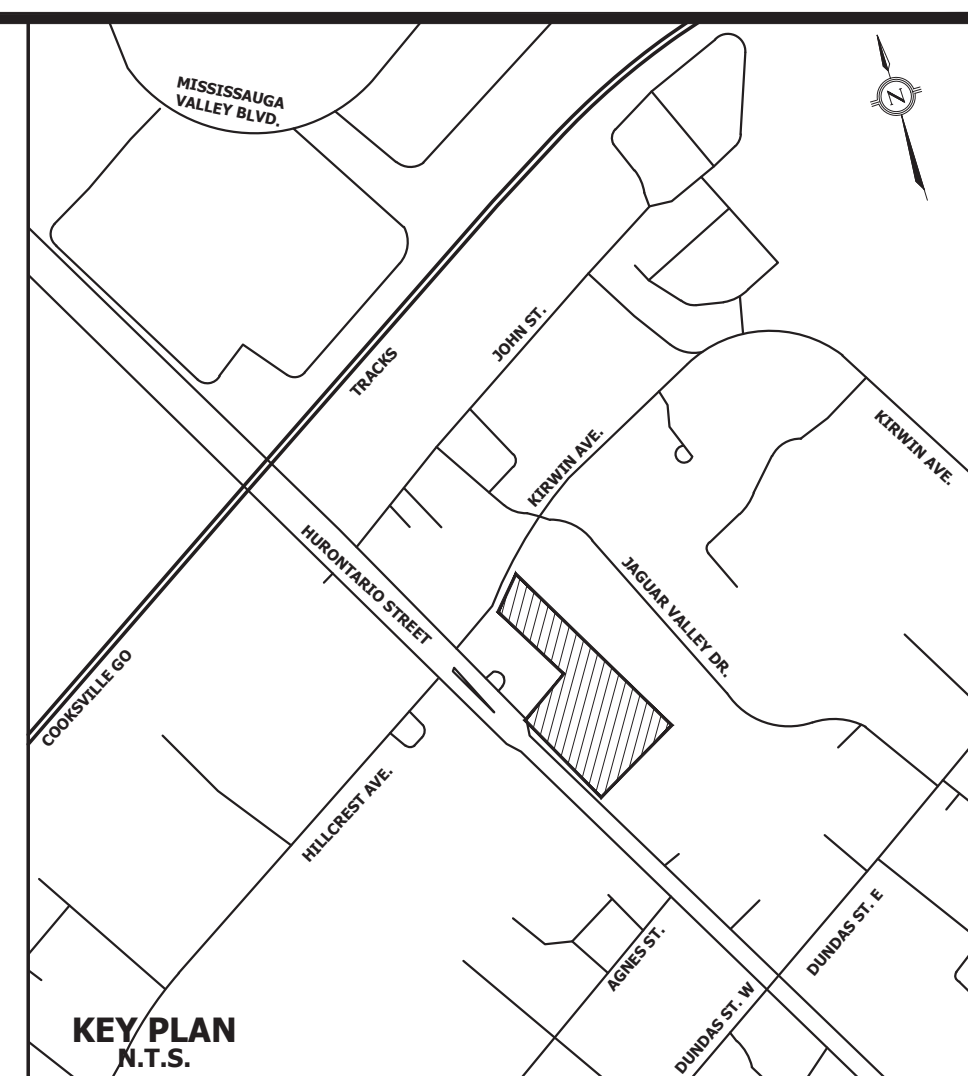 MISSISSAUGA
VALLEY BLVD.
N
JOHN ST.
TRACKS
KIRWIN AVE.
KIRWIN AVE.
HURONTARIO STREET
JAGUAR VALLEY DR.
COOKSVILLE GO
HILLCREST AVE.
DUNDAS ST. E
AGNES ST.
DUNDAS ST. W
KEY PLAN
N.T.S.